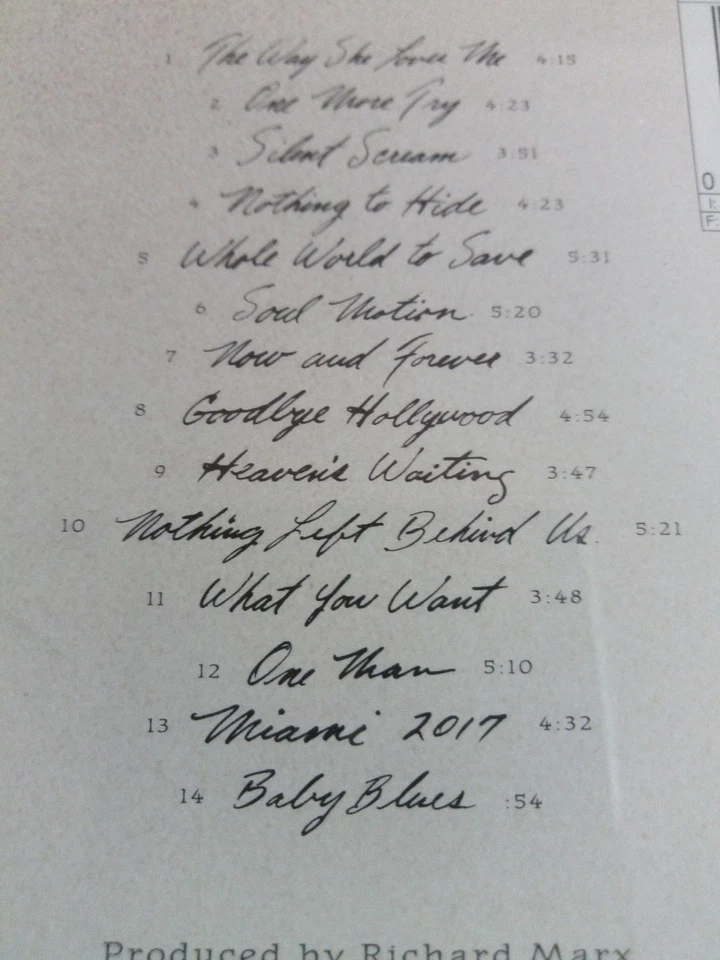 1 The Way She Loves Me 4:15
2 One More Try 4:23
3 Silent Scream 3:51
4 Nothing to Hide 4:23
5 Whole World to Save 5:31
6 Soul Motion 5:20
7 Now and Forever 3:32
8 Goodbye Hollywood 4:54
9 Heaven's Waiting 3:47
10 Nothing Left Behind Us 5:21
11 What You Want 3:48
12 One Man 5:10
13 Miami 2017 4:32
14 Baby Blues :54
Produced by Richard Marx
0
F: